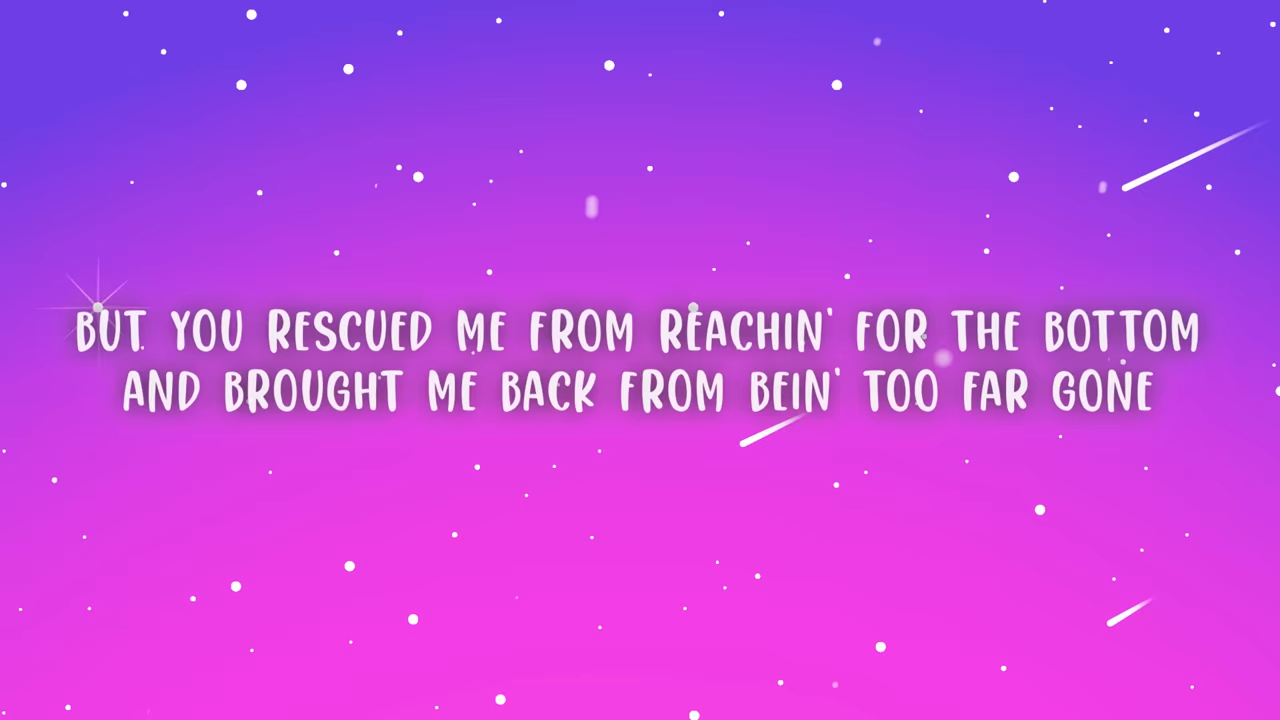 BUT YOU RESCUED ME FROM REACHIN' FOR THE BOTTOM
AND BROUGHT ME BACK FROM BEIN' TOO FAR GONE